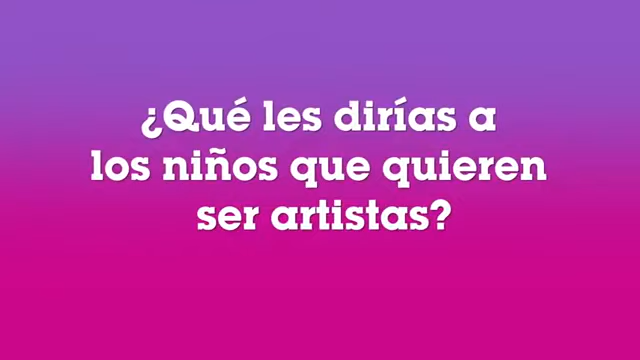 ¿Qué les dirías a
los niños que quieren
ser artistas?